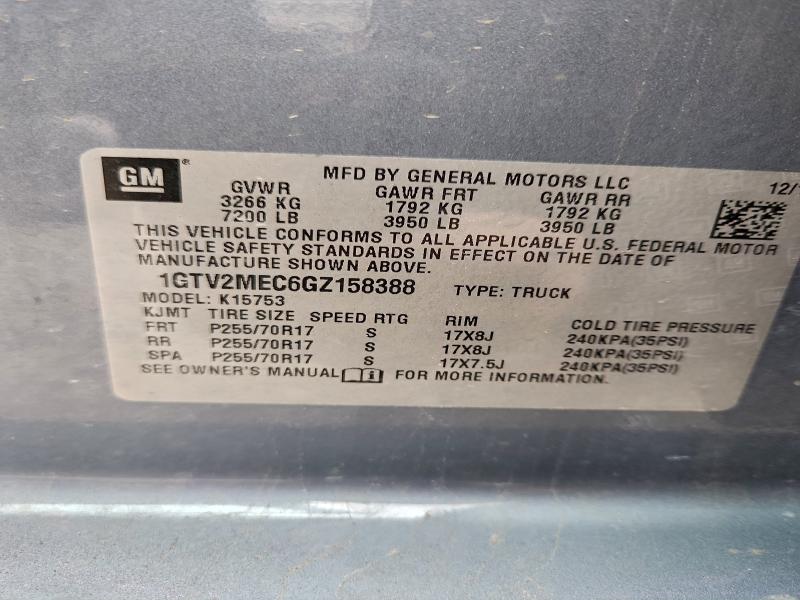 GM ®
MFD BY GENERAL MOTORS LLC 12/
GVWR GAWR FRT GAWR RR
3266 KG 1792 KG 1792 KG
7200 LB 3950 LB 3950 LB
THIS VEHICLE CONFORMS TO ALL APPLICABLE U.S. FEDERAL MOTOR
VEHICLE SAFETY STANDARDS IN EFFECT ON THE DATE OF
MANUFACTURE SHOWN ABOVE.
1GTV2MEC6GZ158388 TYPE: TRUCK
MODEL: K15753
KJMT TIRE SIZE SPEED RTG RIM COLD TIRE PRESSURE
FRT P255/70R17 S 17X8J 240KPA(35PSI)
RR P255/70R17 S 17X8J 240KPA(35PSI)
SPA P255/70R17 S 17X7.5J 240KPA(35PSI)
SEE OWNER'S MANUAL FOR MORE INFORMATION.